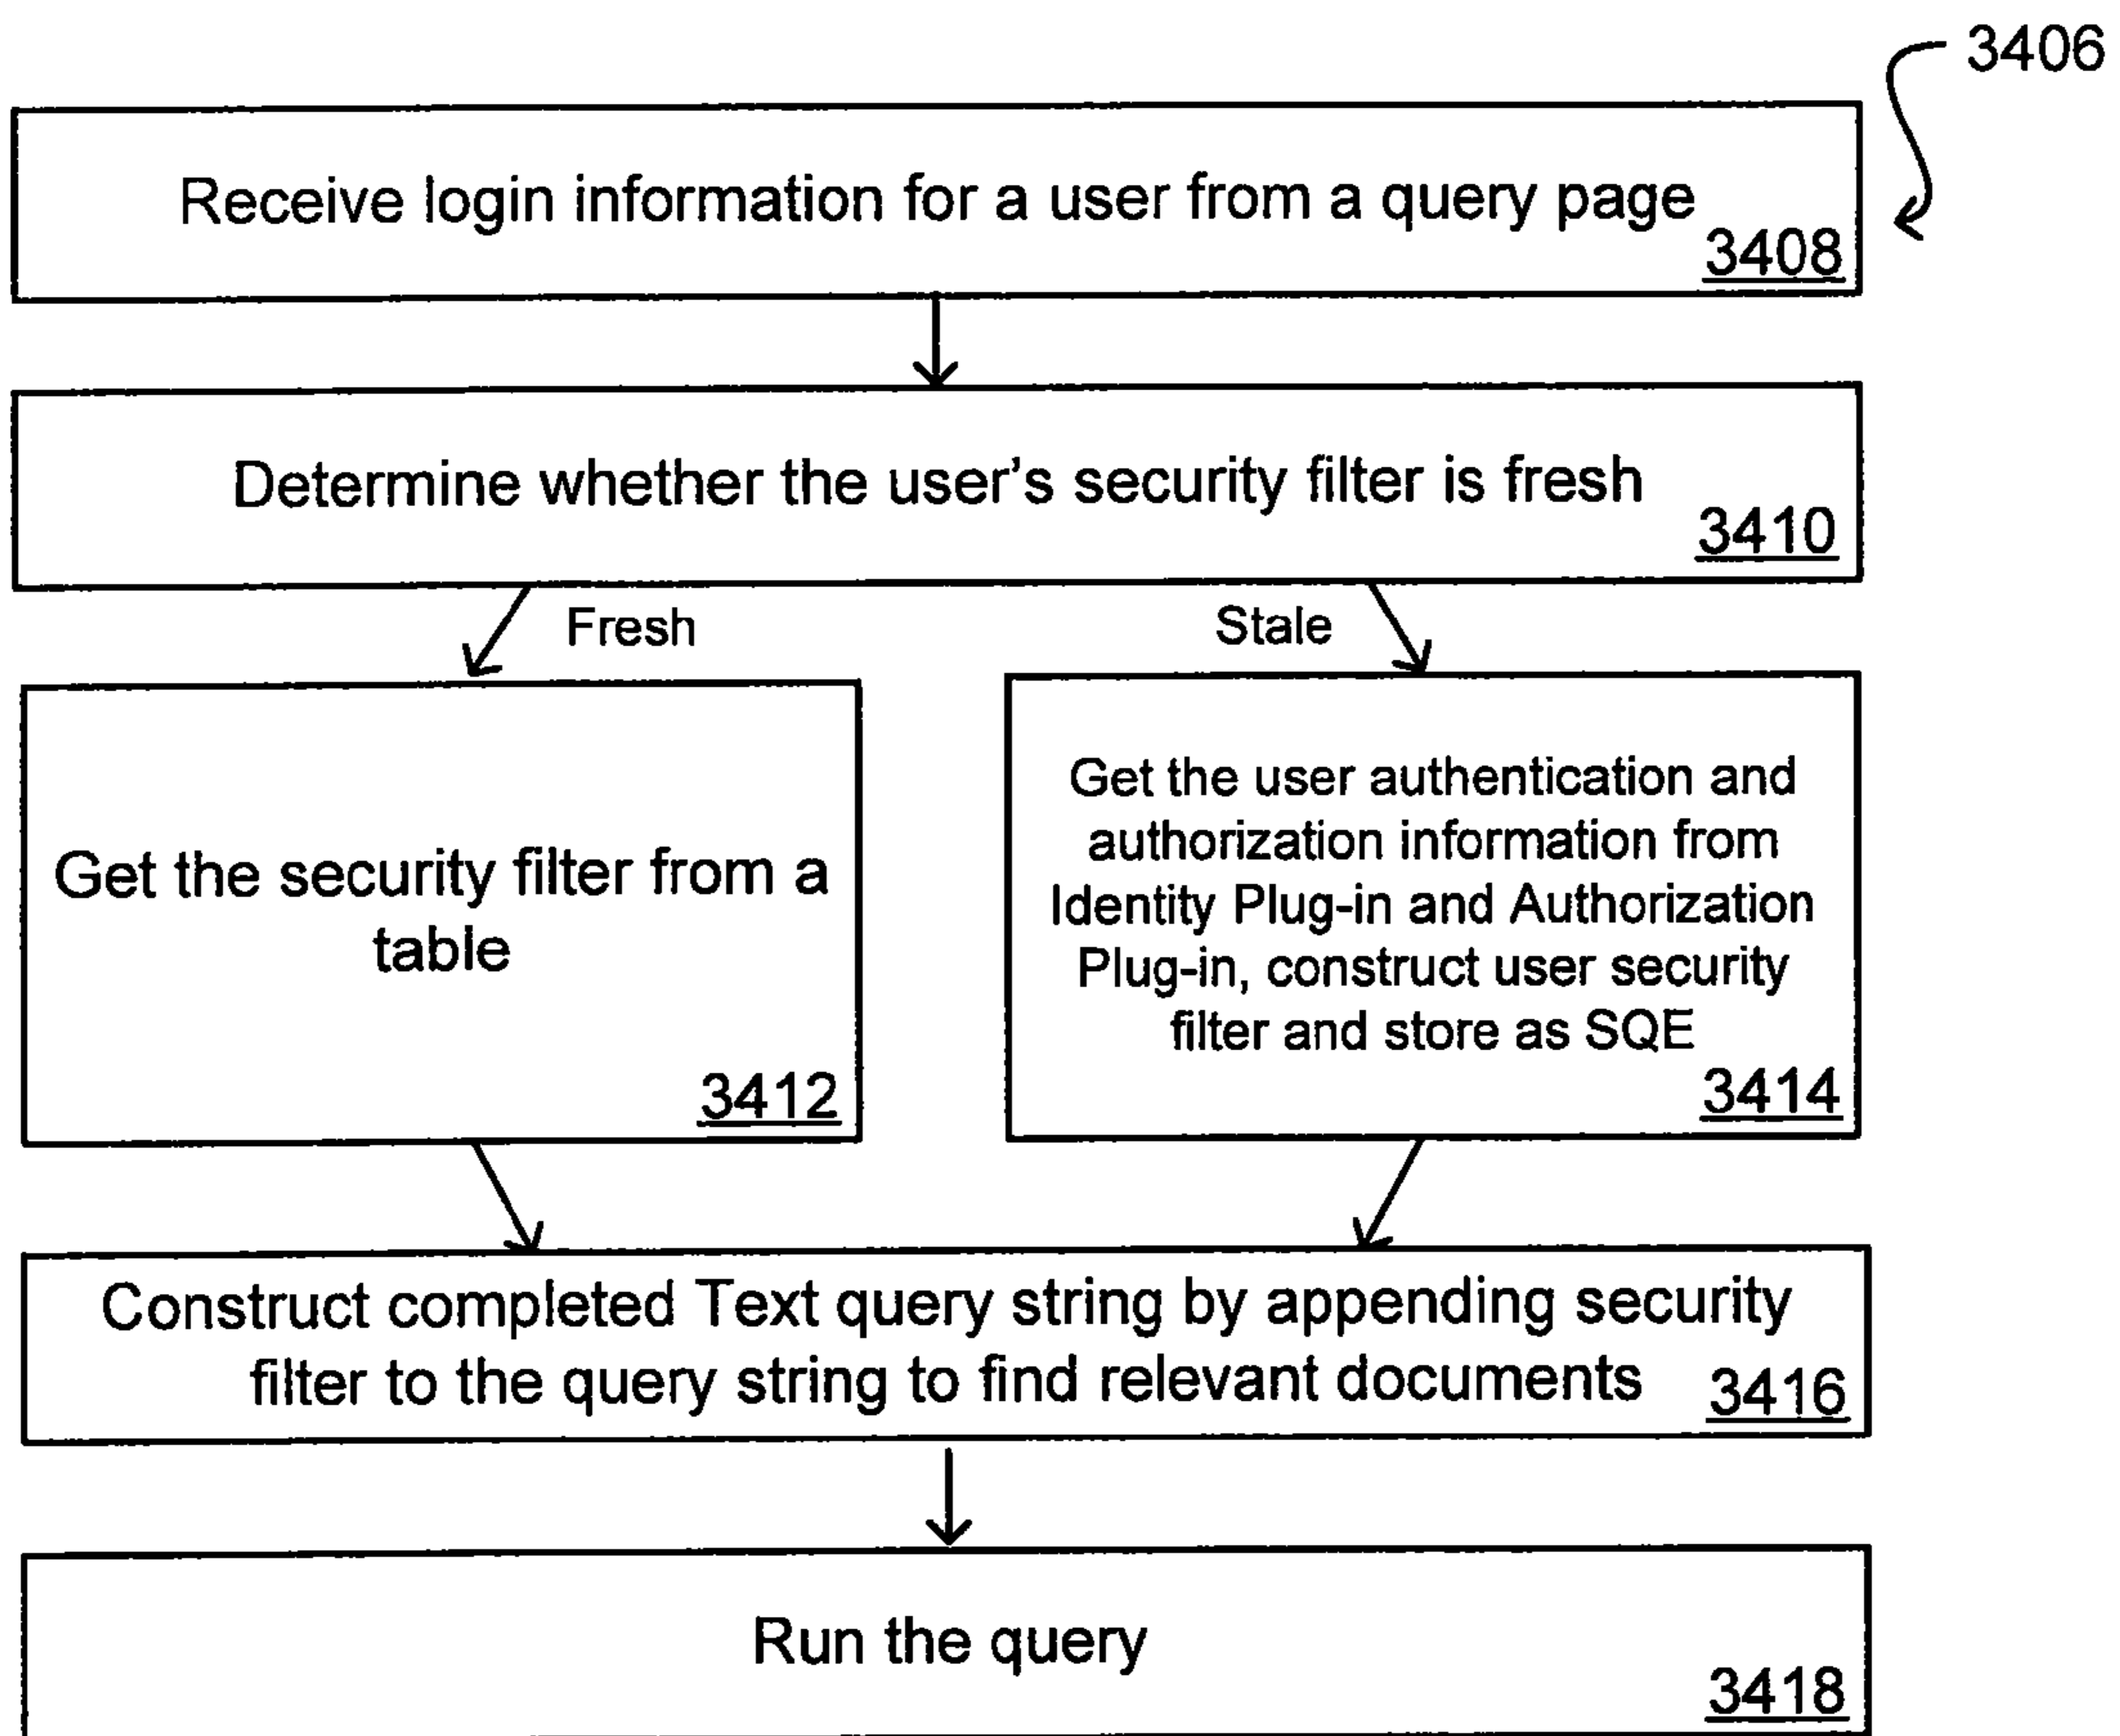 3406
Receive login information for a user from a query page
3408
Determine whether the user's security filter is fresh
3410
Fresh
Stale
Get the security filter from a
table
3412
Get the user authentication and
authorization information from
Identity Plug-in and Authorization
Plug-in, construct user security
filter and store as SQE
3414
Construct completed Text query string by appending security
filter to the query string to find relevant documents
3416
Run the query
3418